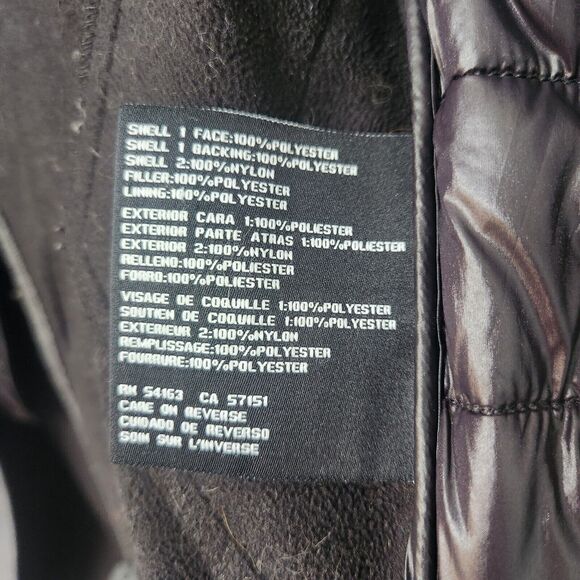 SHELL 1 FACE:100%POLYESTER
SHELL 1 BACKING:100%POLYESTER
SHELL 2:100%NYLON
FILLER:100%POLYESTER
LINING:100%POLYESTER
EXTERIOR CARA 1:100%POLIESTER
EXTERIOR PARTE ATRAS 1:100%POLIESTER
EXTERIOR 2:100%NYLON
RELLENO:100%POLIESTER
FORRO:100%POLIESTER
VISAGE DE COQUILLE 1:100%POLYESTER
SOUTIEN DE COQUILLE 1:100%POLYESTER
EXTERIEUR 2:100%NYLON
REMPLISSAGE:100%POLYESTER
FOURRURE:100%POLYESTER
RN 54163 CA 57151
CARE ON REVERSE
CUIDADO DE REVERSO
SOIN SUR L'INVERSE